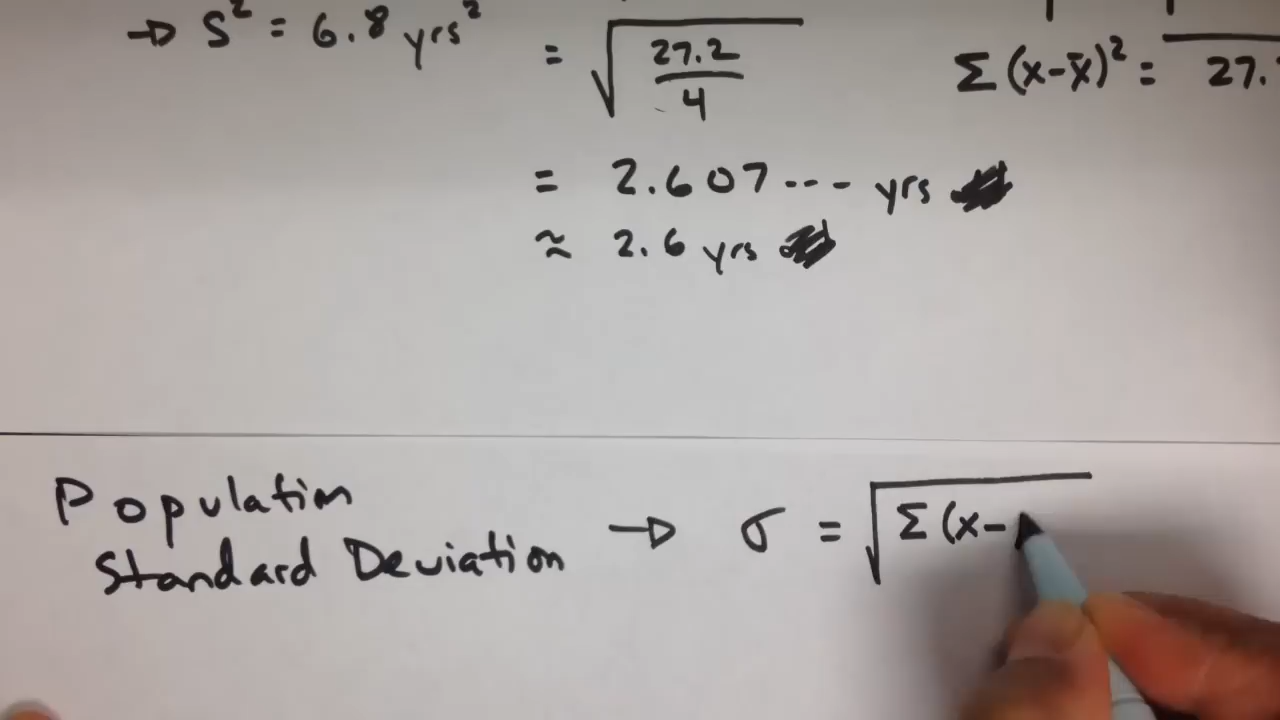 → S² = 6.8 yrs²
= √(27.2 / 4)
Σ(x-x̄)² = 27.
= 2.607--- yrs
≈ 2.6 yrs
Population
Standard Deviation → σ = √Σ(x-